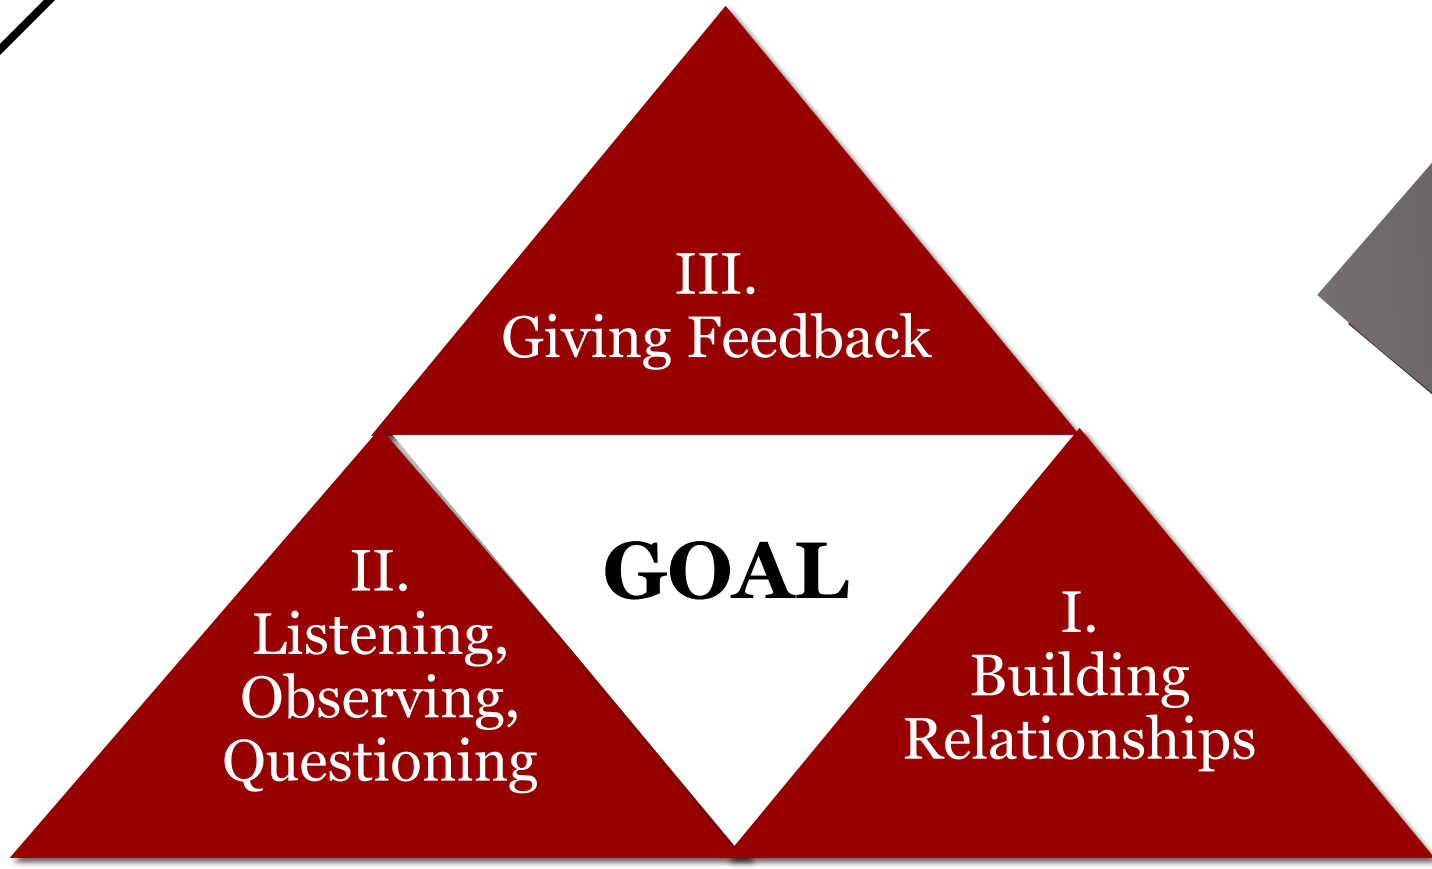 III.
Giving Feedback
GOAL
II.
Listening,
Observing,
Questioning
I.
Building
Relationships